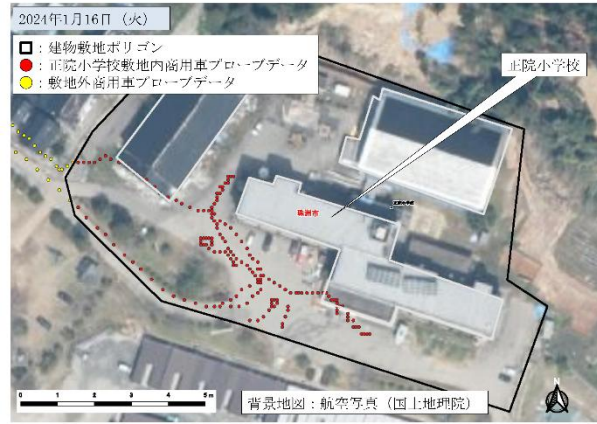 2024年1月16日（火）
：建物敷地ポリゴン
：正院小学校敷地内商用車プローブデータ
：敷地外商用車プローブデータ
正院小学校
珠洲市
0 1 2 3 4 5 m
背景地図：航空写真（国土地理院）